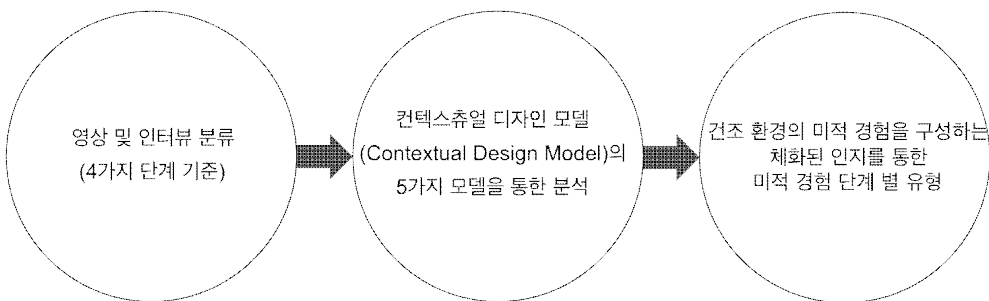 영상 및 인터뷰 분류
(4가지 단계 기준)
컨텍스츄얼 디자인 모델
(Contextual Design Model)의
5가지 모델을 통한 분석
건조 환경의 미적 경험을 구성하는
체화된 인지를 통한
미적 경험 단계 별 유형